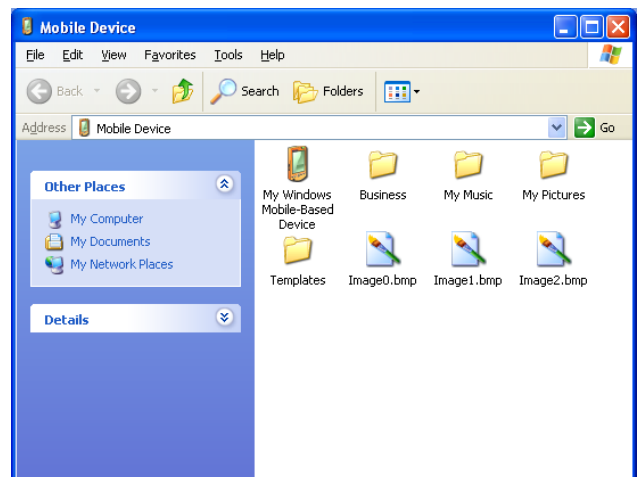 Mobile Device
File Edit View Favorites Tools Help
Back Search Folders
Address Mobile Device Go
Other Places
My Computer
My Documents
My Network Places
Details
My Windows Mobile-Based Device
Business
My Music
My Pictures
Templates
Image0.bmp
Image1.bmp
Image2.bmp